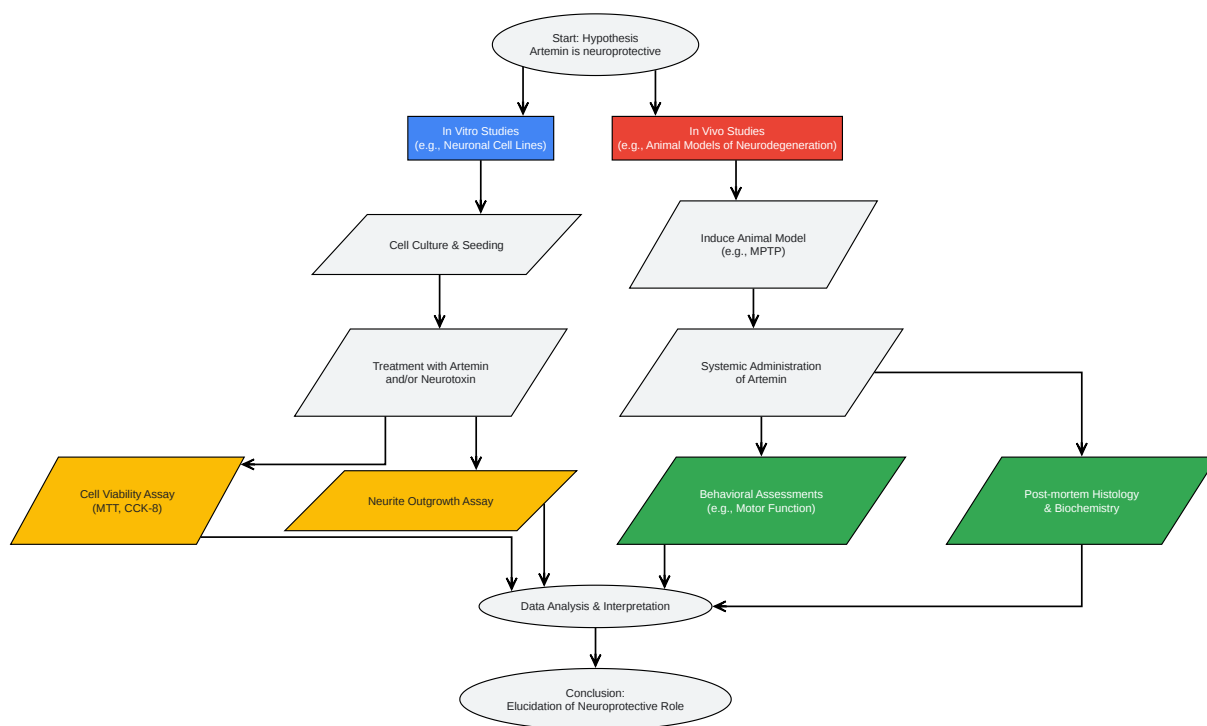 Start: Hypothesis
Artemin is neuroprotective
In Vitro Studies
(e.g., Neuronal Cell Lines)
In Vivo Studies
(e.g., Animal Models of Neurodegeneration)
Cell Culture & Seeding
Induce Animal Model
(e.g., MPTP)
Treatment with Artemin
and/or Neurotoxin
Systemic Administration
of Artemin
Cell Viability Assay
(MTT, CCK-8)
Neurite Outgrowth Assay
Behavioral Assessments
(e.g., Motor Function)
Post-mortem Histology
& Biochemistry
Data Analysis & Interpretation
Conclusion:
Elucidation of Neuroprotective Role